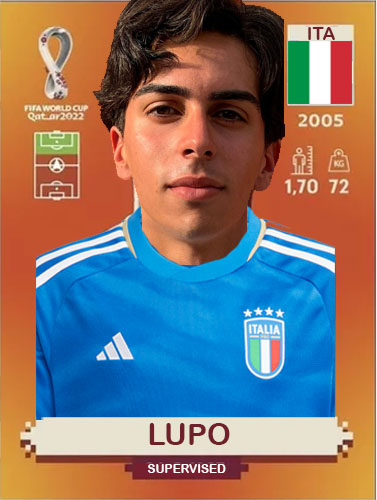 ITA
FIFA WORLD CUP
Qatar2022
2005
KG
1,70 72
ITALIA
LUPO
SUPERVISED